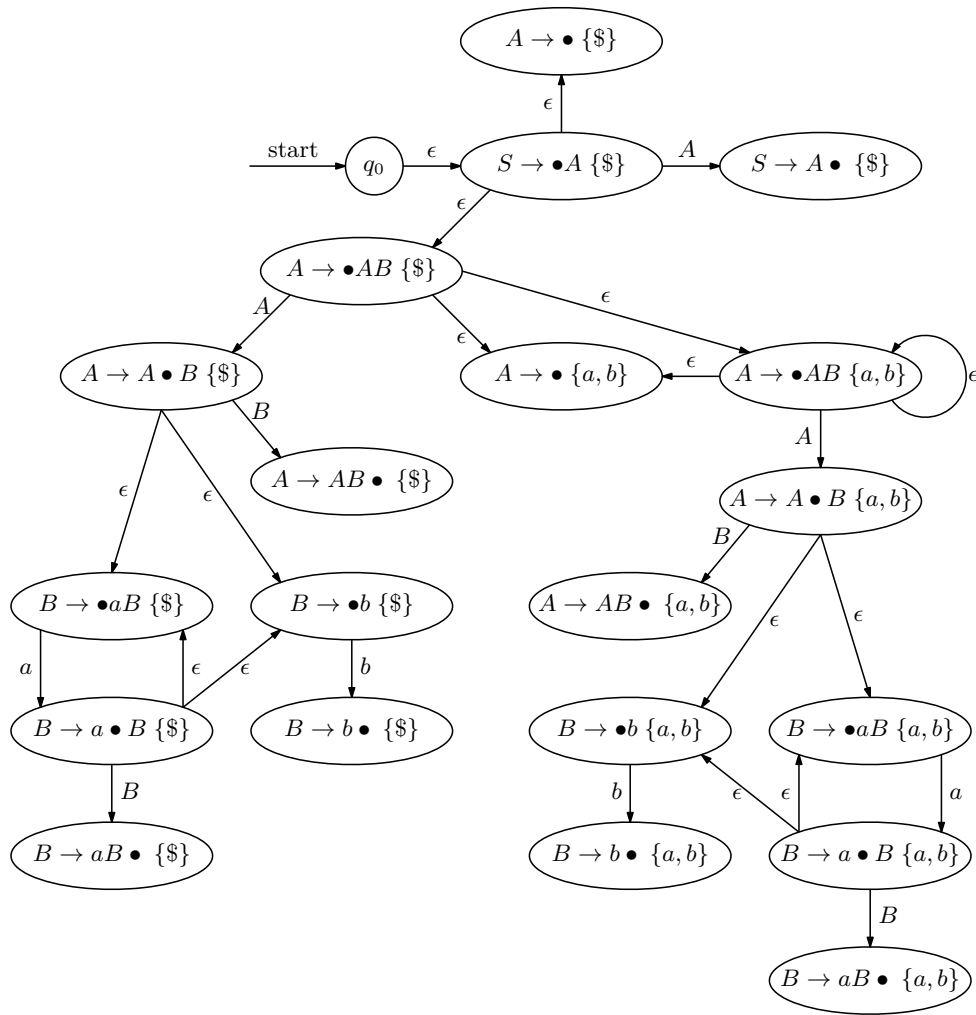 A → • {$}
ϵ
start q0 ϵ S → •A {$} A S → A • {$}
ϵ
A → •AB {$}
A ϵ ϵ
A → A • B {$} A → • {a, b} ϵ A → •AB {a, b} ϵ
B A
A → AB • {$} A → A • B {a, b}
ϵ ϵ B
B → •aB {$} B → •b {$} A → AB • {a, b} ϵ ϵ
a ϵ ϵ b
B → a • B {$} B → b • {$} B → •b {a, b} B → •aB {a, b}
B b ϵ ϵ a
B → aB • {$} B → b • {a, b} B → a • B {a, b}
B
B → aB • {a, b}